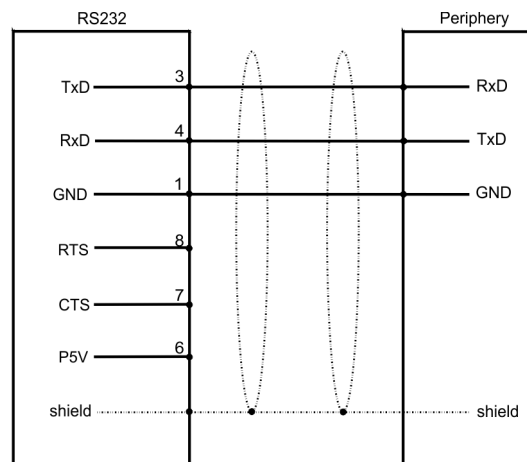 RS232 Periphery
TxD 3 RxD
RxD 4 TxD
GND 1 GND
RTS 8
CTS 7
P5V 6
shield shield